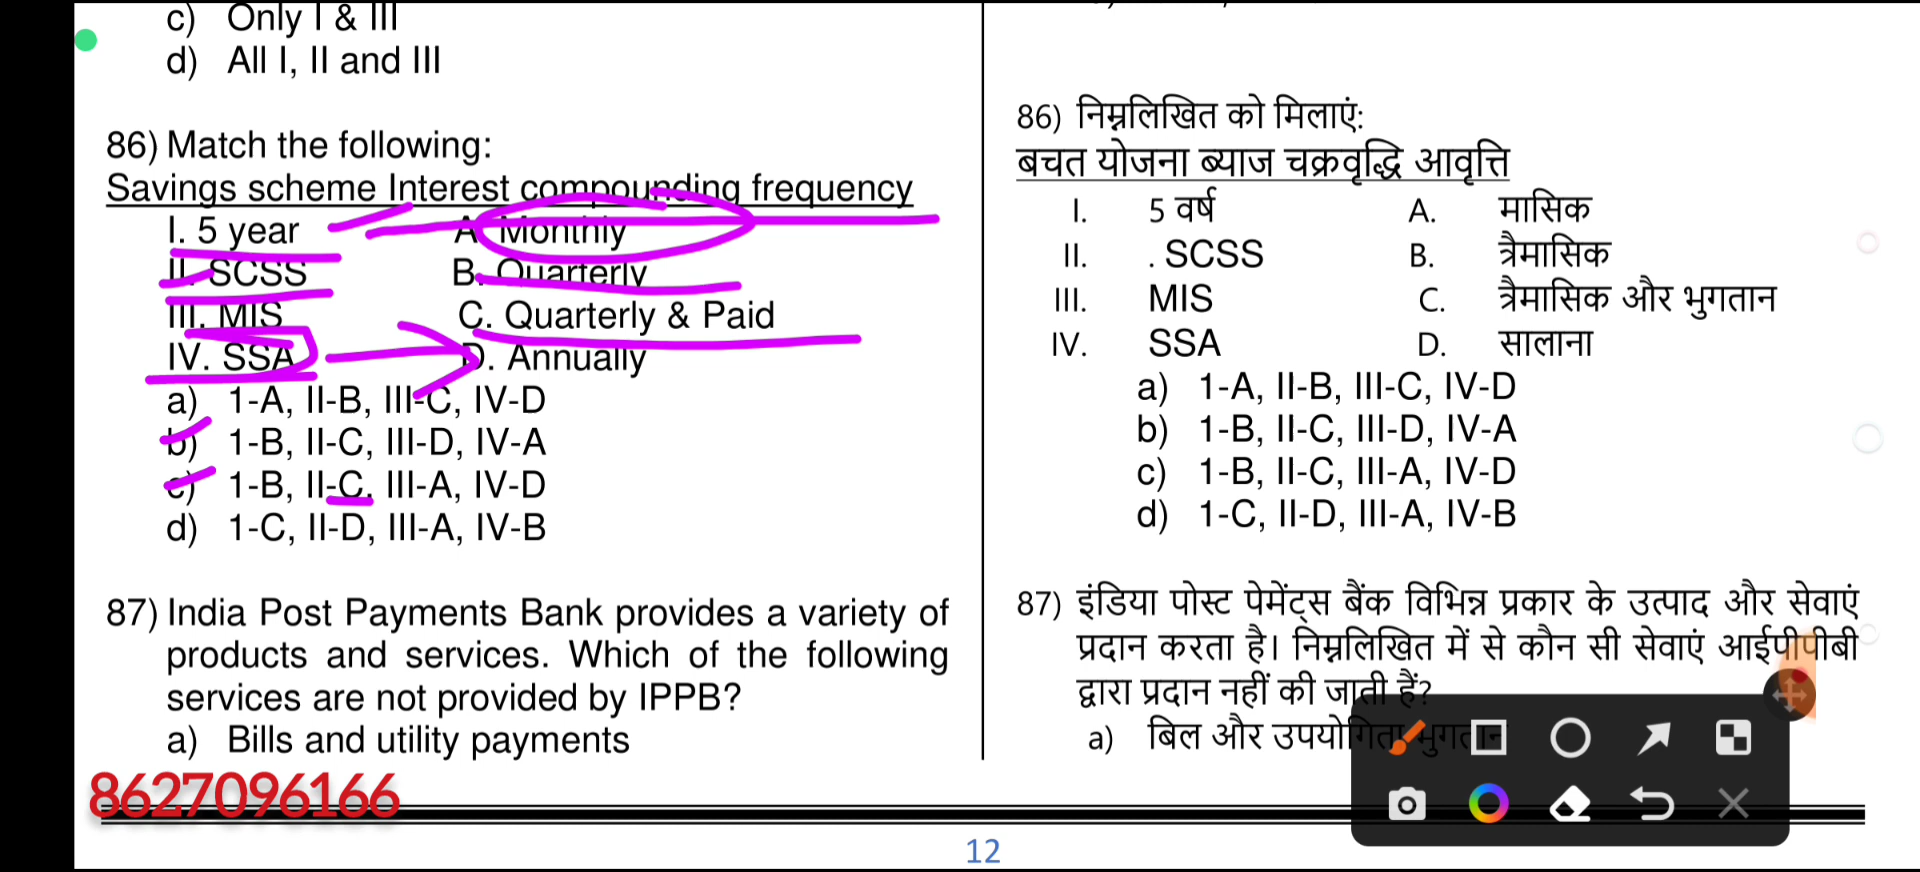 c) Only I & III
d) All I, II and III
86) Match the following:
Savings scheme Interest compounding frequency
I. 5 year A. Monthly
II. SCSS B. Quarterly
III. MIS C. Quarterly & Paid
IV. SSA D. Annually
a) 1-A, II-B, III-C, IV-D
b) 1-B, II-C, III-D, IV-A
c) 1-B, II-C, III-A, IV-D
d) 1-C, II-D, III-A, IV-B
87) India Post Payments Bank provides a variety of
products and services. Which of the following
services are not provided by IPPB?
a) Bills and utility payments
8627096166
86) निम्नलिखित को मिलाएं:
बचत योजना ब्याज चक्रवृद्धि आवृत्ति
I. 5 वर्ष A. मासिक
II. . SCSS B. त्रैमासिक
III. MIS C. त्रैमासिक और भुगतान
IV. SSA D. सालाना
a) 1-A, II-B, III-C, IV-D
b) 1-B, II-C, III-D, IV-A
c) 1-B, II-C, III-A, IV-D
d) 1-C, II-D, III-A, IV-B
87) इंडिया पोस्ट पेमेंट्स बैंक विभिन्न प्रकार के उत्पाद और सेवाएं
प्रदान करता है। निम्नलिखित में से कौन सी सेवाएं आईपीपीबी
द्वारा प्रदान नहीं की जाती हैं?
a) बिल और उपयोगिता भुगतान
12